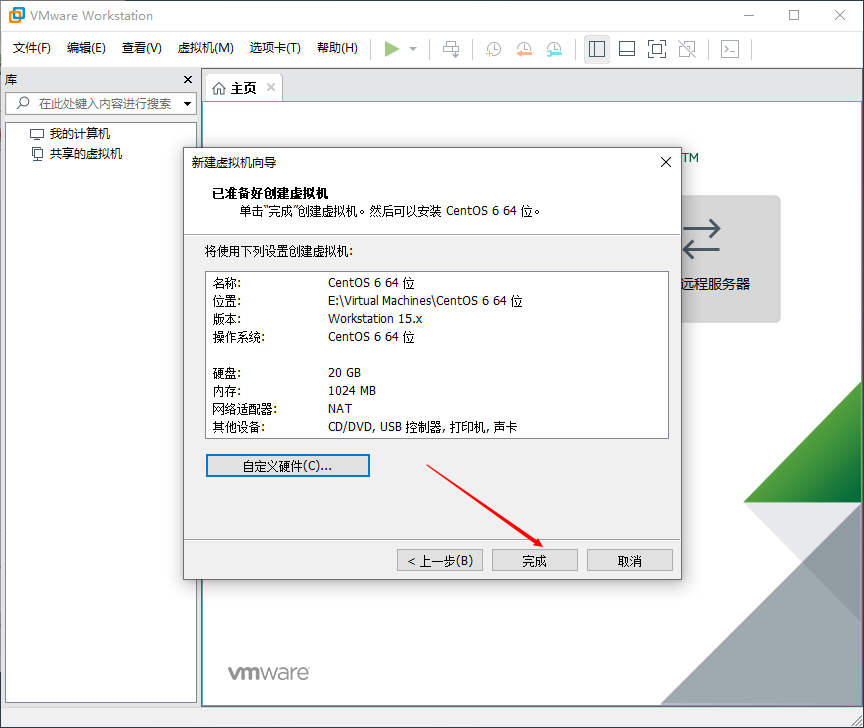 VMware Workstation
文件(F) 编辑(E) 查看(V) 虚拟机(M) 选项卡(T) 帮助(H)
库
主页
在此处键入内容进行搜索
我的计算机
共享的虚拟机
TM
远程服务器
新建虚拟机向导
已准备好创建虚拟机
单击"完成"创建虚拟机。然后可以安装 CentOS 6 64 位。
将使用下列设置创建虚拟机:
名称: CentOS 6 64 位
位置: E:\Virtual Machines\CentOS 6 64 位
版本: Workstation 15.x
操作系统: CentOS 6 64 位
硬盘: 20 GB
内存: 1024 MB
网络适配器: NAT
其他设备: CD/DVD, USB 控制器, 打印机, 声卡
自定义硬件(C)...
< 上一步(B) 完成 取消
vmware